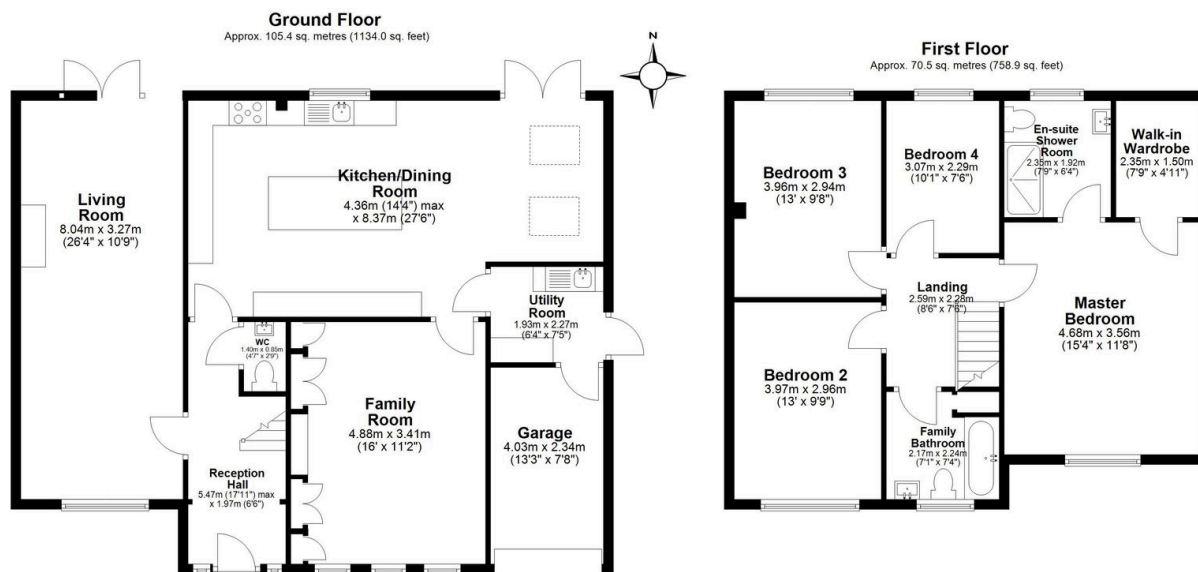 Ground Floor
Approx. 105.4 sq. metres (1134.0 sq. feet)
N
Living
Room
8.04m x 3.27m
(26'4" x 10'9")
Kitchen/Dining
Room
4.36m (14'4") max
x 8.37m (27'6")
Utility
Room
1.93m x 2.27m
(6'4" x 7'5")
WC
1.40m x 0.85m
(4'7" x 2'9")
Family
Room
4.88m x 3.41m
(16' x 11'2")
Garage
4.03m x 2.34m
(13'3" x 7'8")
Reception
Hall
5.47m (17'11") max
x 1.97m (6'6")
First Floor
Approx. 70.5 sq. metres (758.9 sq. feet)
Bedroom 3
3.96m x 2.94m
(13' x 9'8")
Bedroom 4
3.07m x 2.29m
(10'1" x 7'6")
En-suite
Shower
Room
2.35m x 1.92m
(7'9" x 6'4")
Walk-in
Wardrobe
2.35m x 1.50m
(7'9" x 4'11")
Landing
2.59m x 2.28m
(8'6" x 7'6")
Master
Bedroom
4.68m x 3.56m
(15'4" x 11'8")
Bedroom 2
3.97m x 2.96m
(13' x 9'9")
Family
Bathroom
2.17m x 2.24m
(7'1" x 7'4")